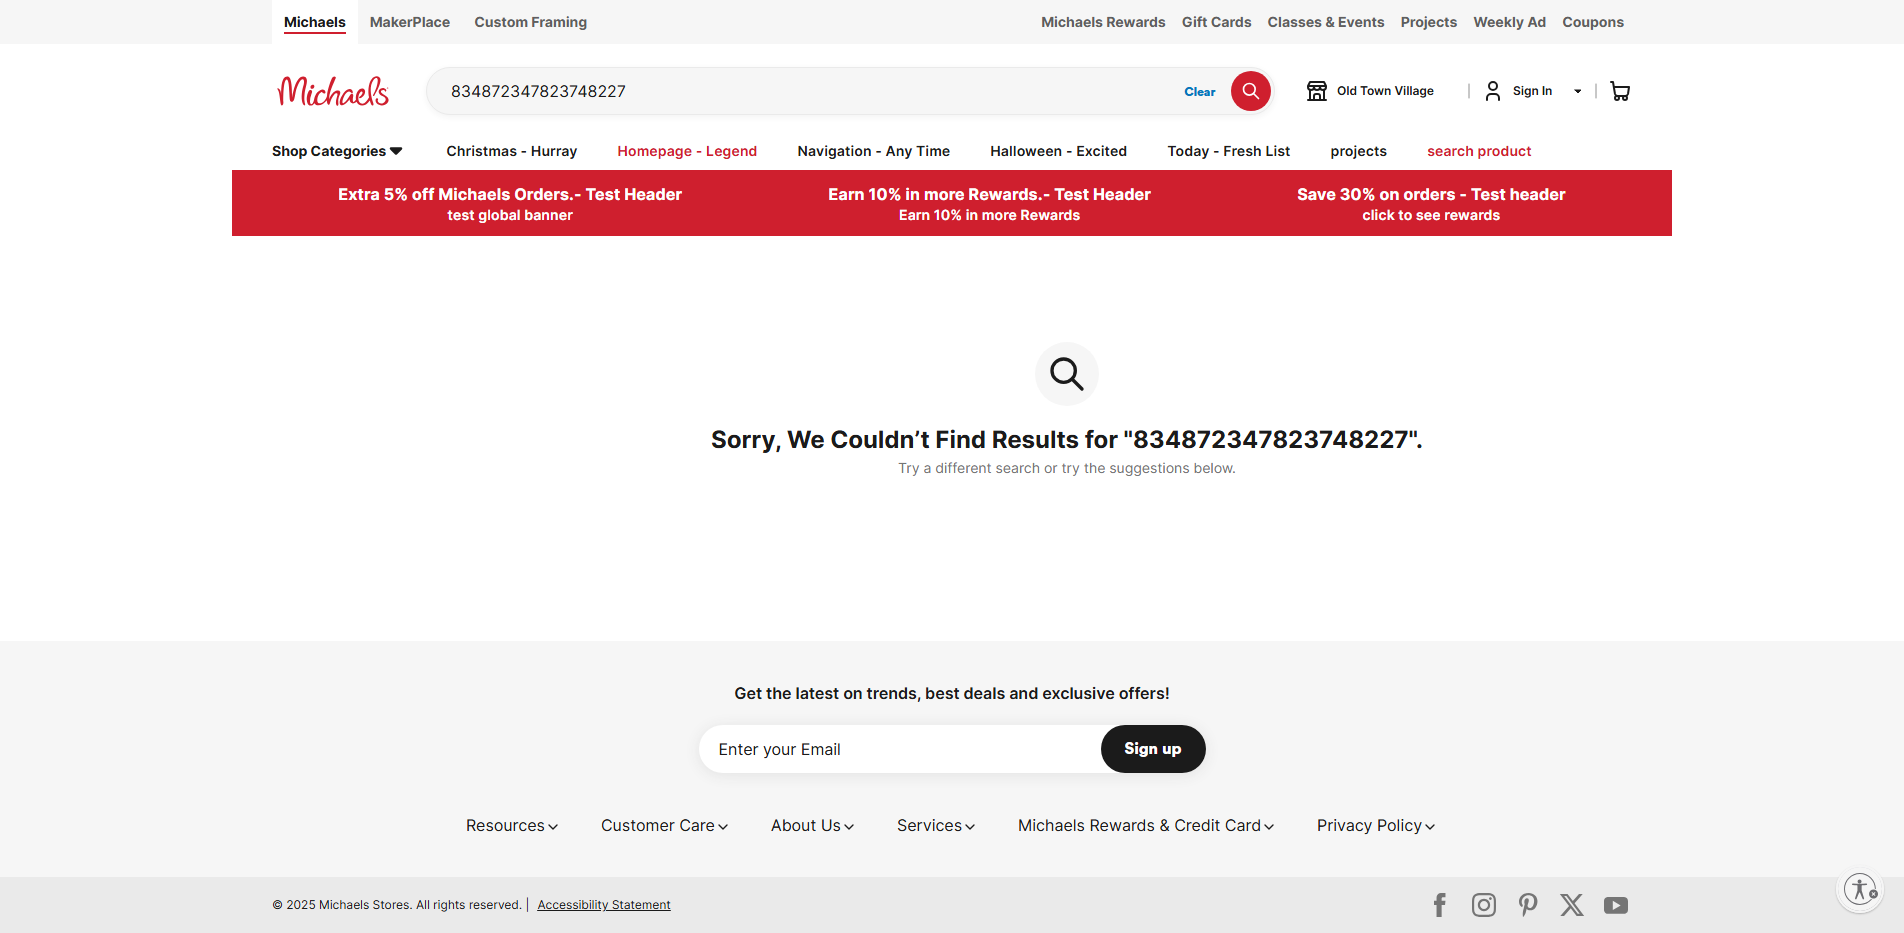 Michaels MakerPlace Custom Framing Michaels Rewards Gift Cards Classes & Events Projects Weekly Ad Coupons
Michaels 834872347823748227 Clear Old Town Village | Sign In |
Shop Categories Christmas - Hurray Homepage - Legend Navigation - Any Time Halloween - Excited Today - Fresh List projects search product
Extra 5% off Michaels Orders.- Test Header Earn 10% in more Rewards.- Test Header Save 30% on orders - Test header
test global banner Earn 10% in more Rewards click to see rewards
Sorry, We Couldn’t Find Results for "834872347823748227".
Try a different search or try the suggestions below.
Get the latest on trends, best deals and exclusive offers!
Enter your Email Sign up
Resources Customer Care About Us Services Michaels Rewards & Credit Card Privacy Policy
© 2025 Michaels Stores. All rights reserved. | Accessibility Statement